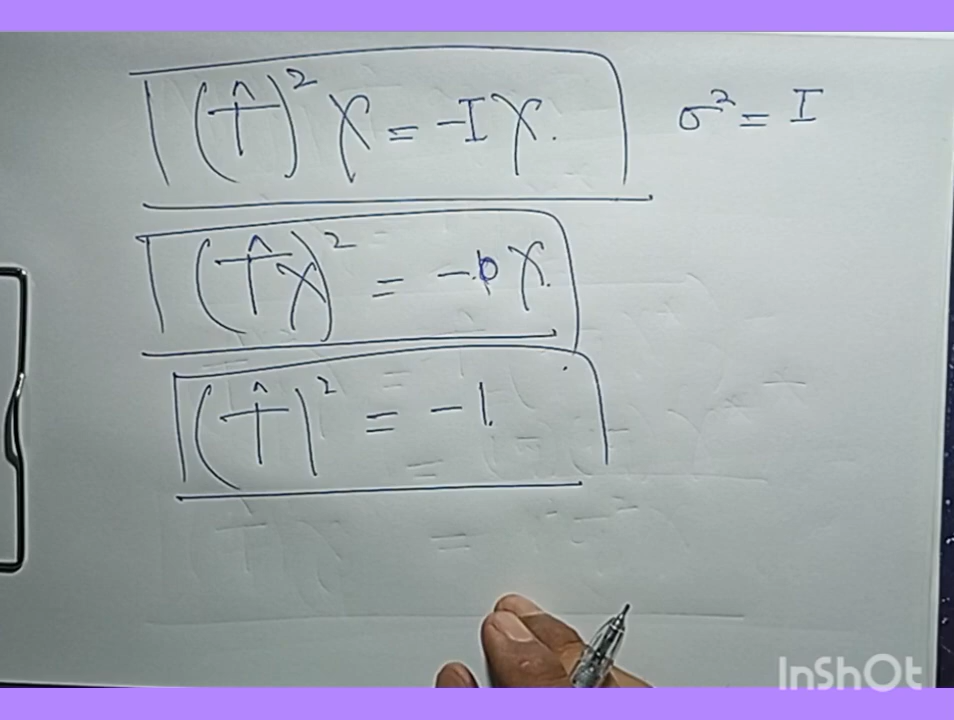 (T̂)² χ = -I χ. σ² = I
(T̂χ)² = - χ.
(T̂)² = -1.
InShOt